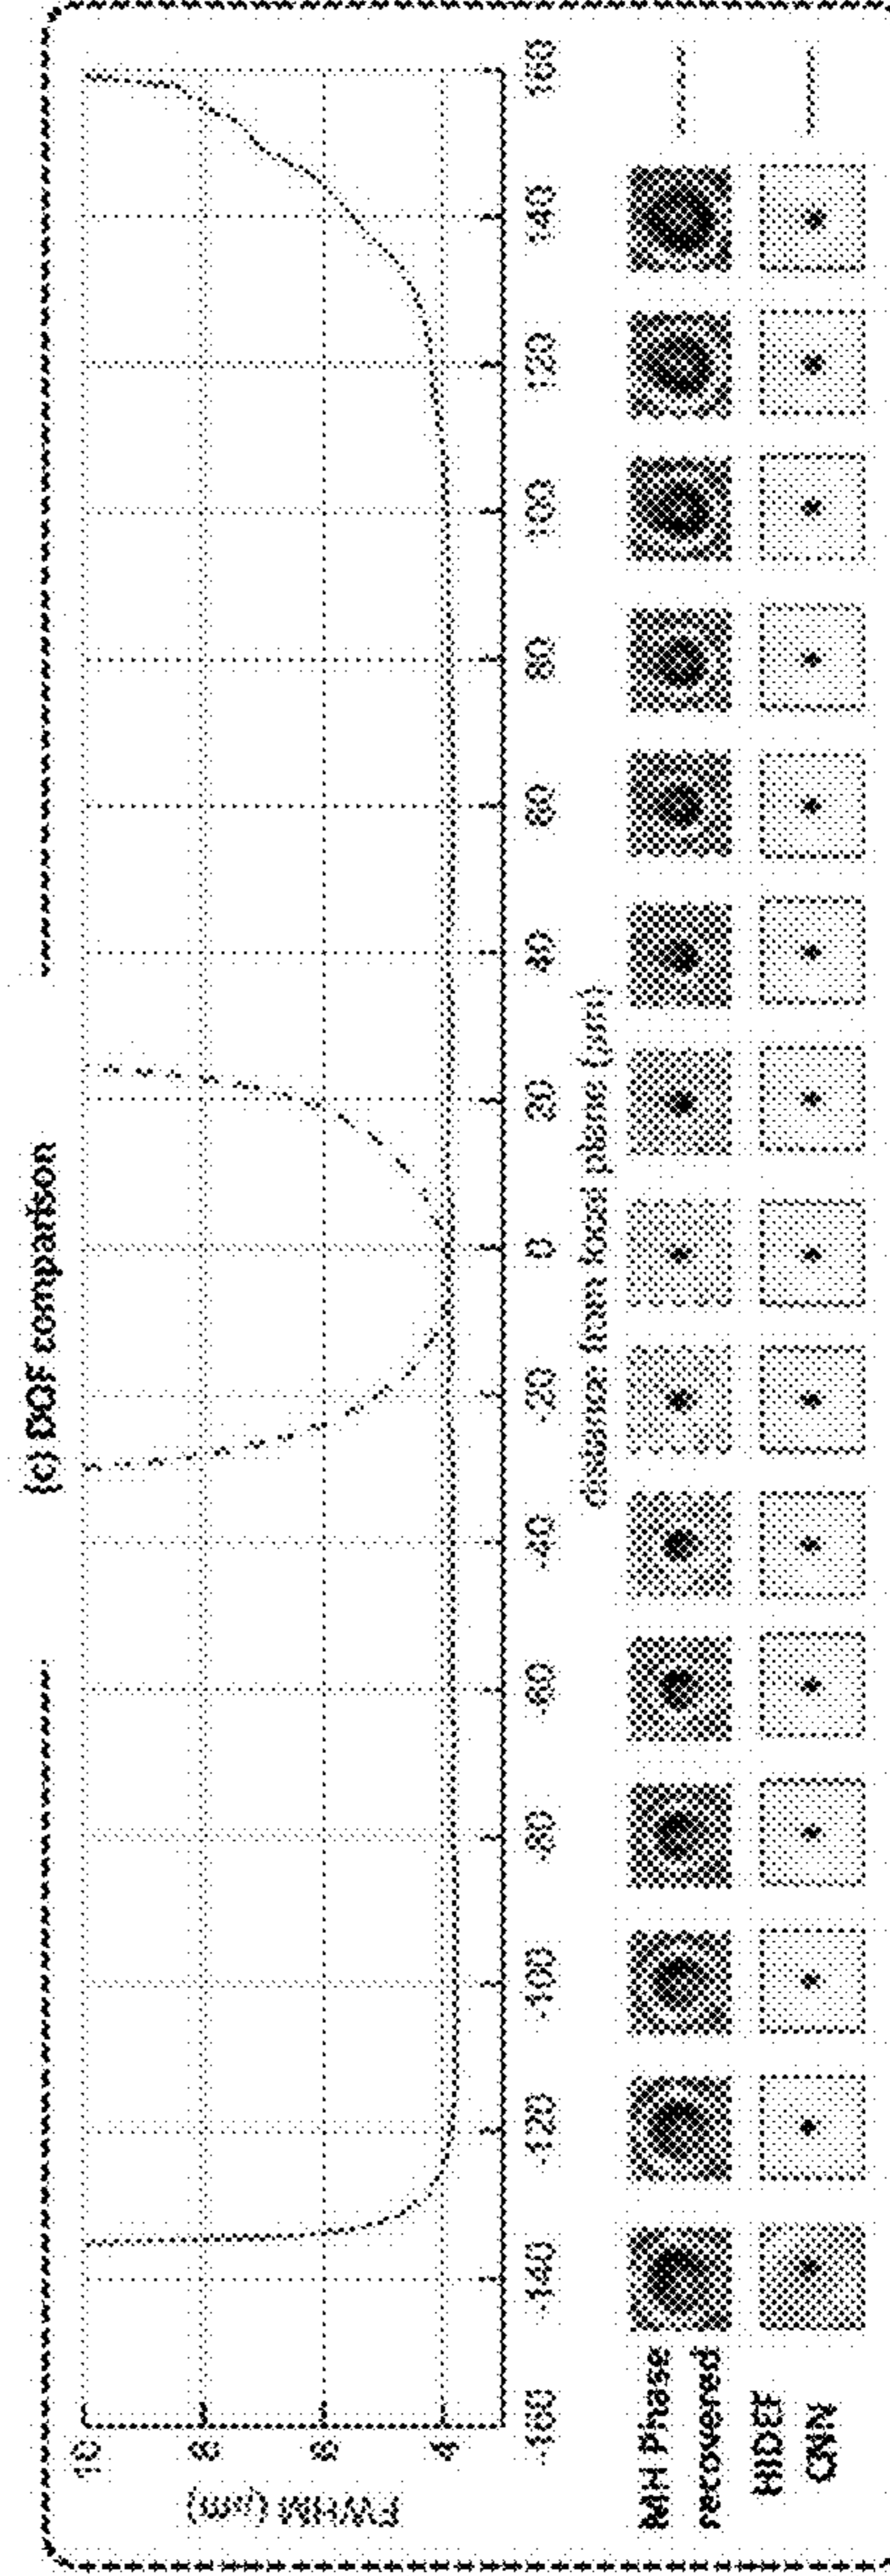 (c) DOF comparison
FWHM (µm)
10
8
6
4
-160 -140 -120 -100 -80 -60 -40 -20 0 20 40 60 80 100 120 140 160
distance from focal plane (µm)
MH Phase
recovered
HIDEF
CNN